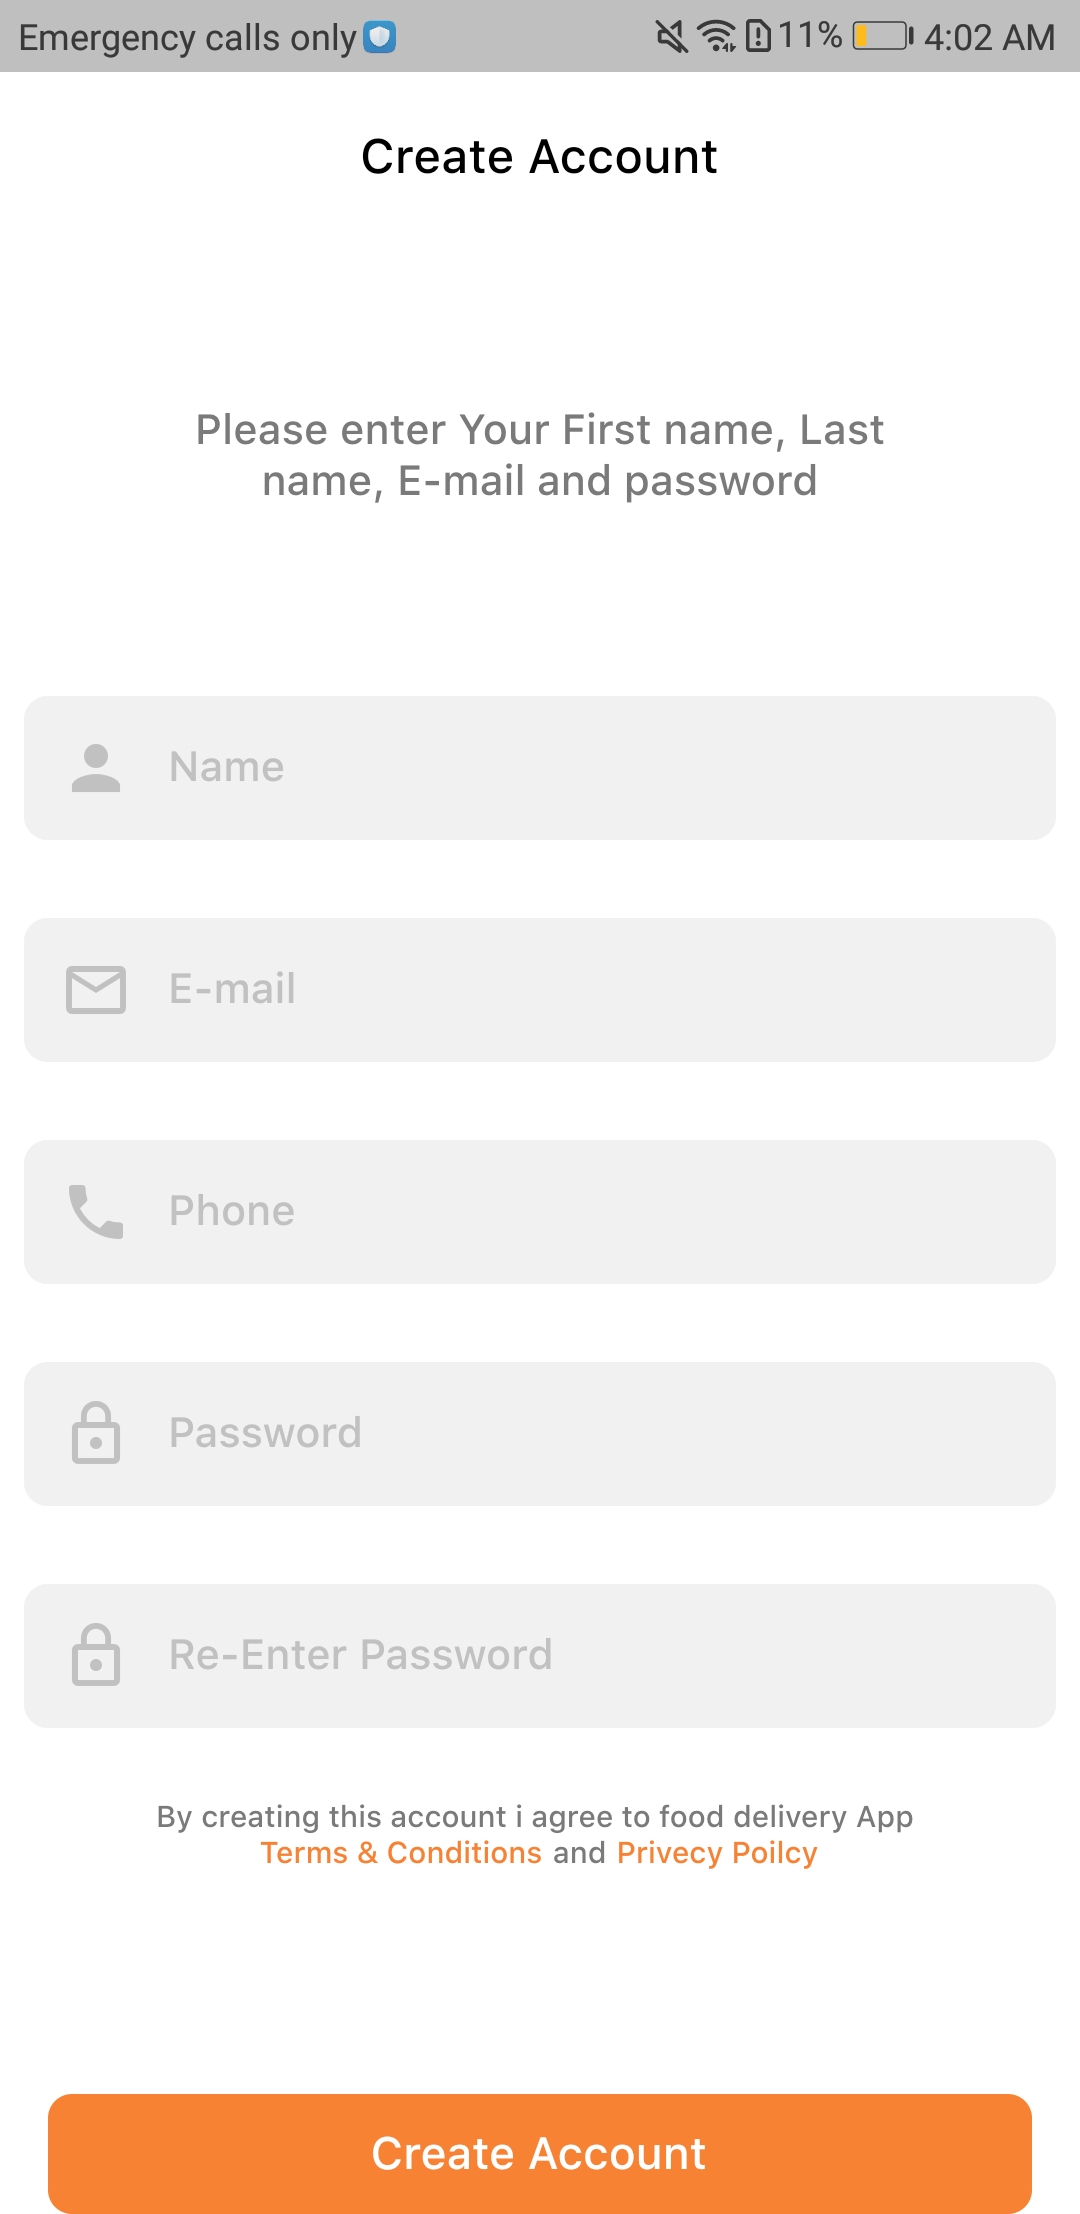 Emergency calls only 11% 4:02 AM
Create Account
Please enter Your First name, Last
name, E-mail and password
Name
E-mail
Phone
Password
Re-Enter Password
By creating this account i agree to food delivery App
Terms & Conditions and Privecy Poilcy
Create Account